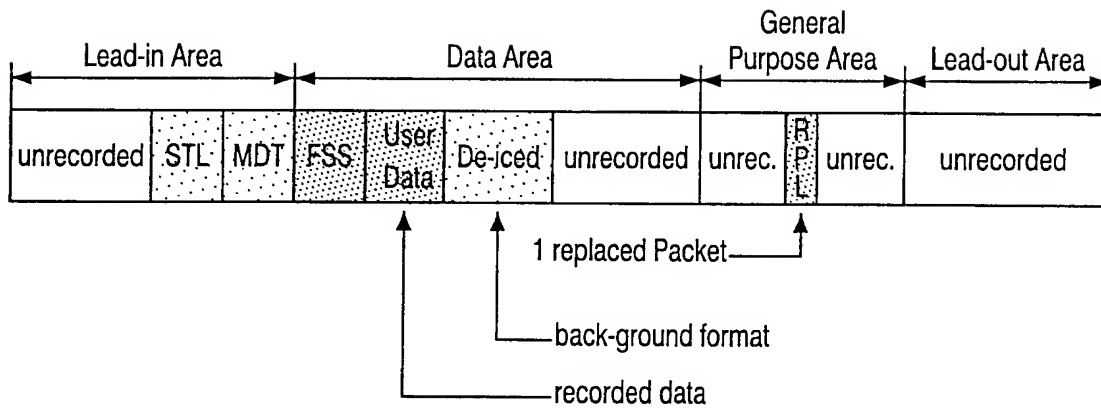 General
Lead-in Area Data Area Purpose Area Lead-out Area
unrecorded STL MDT FSS User Data De-iced unrecorded unrec. RPL unrec. unrecorded
1 replaced Packet
back-ground format
recorded data